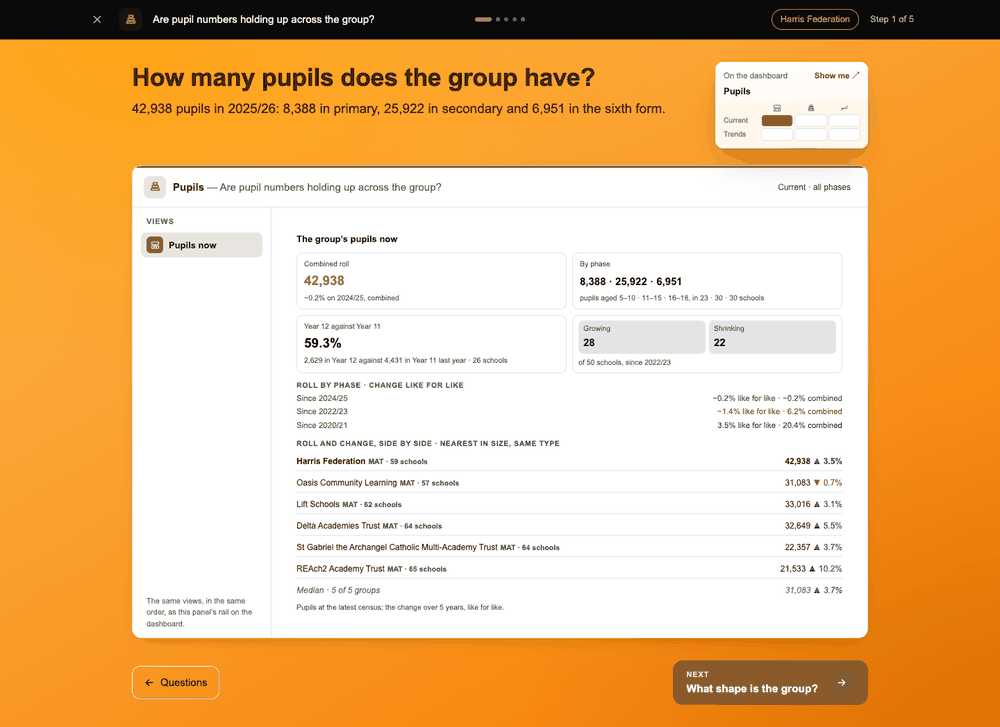 Are pupil numbers holding up across the group?
Harris Federation
Step 1 of 5
How many pupils does the group have?
42,938 pupils in 2025/26: 8,388 in primary, 25,922 in secondary and 6,951 in the sixth form.
On the dashboard
Show me
Pupils
Current
Trends
Pupils — Are pupil numbers holding up across the group?
Current · all phases
VIEWS
Pupils now
The same views, in the same
order, as this panel's rail on the
dashboard.
The group's pupils now
Combined roll
42,938
−0.2% on 2024/25, combined
By phase
8,388 · 25,922 · 6,951
pupils aged 5–10 · 11–15 · 16–18, in 23 · 30 · 30 schools
Year 12 against Year 11
59.3%
2,629 in Year 12 against 4,431 in Year 11 last year · 26 schools
Growing
28
Shrinking
22
of 50 schools, since 2022/23
ROLL BY PHASE · CHANGE LIKE FOR LIKE
Since 2024/25 −0.2% like for like · −0.2% combined
Since 2022/23 −1.4% like for like · 6.2% combined
Since 2020/21 3.5% like for like · 20.4% combined
ROLL AND CHANGE, SIDE BY SIDE · NEAREST IN SIZE, SAME TYPE
Harris Federation MAT · 59 schools 42,938 ▲ 3.5%
Oasis Community Learning MAT · 57 schools 31,083 ▼ 0.7%
Lift Schools MAT · 62 schools 33,016 ▲ 3.1%
Delta Academies Trust MAT · 64 schools 32,649 ▲ 5.5%
St Gabriel the Archangel Catholic Multi-Academy Trust MAT · 64 schools 22,357 ▲ 3.7%
REAch2 Academy Trust MAT · 65 schools 21,533 ▲ 10.2%
Median · 5 of 5 groups 31,083 ▲ 3.7%
Pupils at the latest census; the change over 5 years, like for like.
← Questions
NEXT
What shape is the group? →